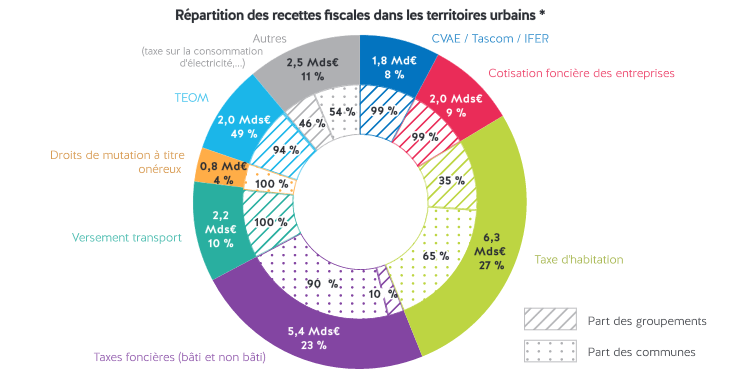 Répartition des recettes fiscales dans les territoires urbains *
Autres
(taxe sur la consommation
d'électricité,...)
2,5 Mds€
11 %
46 %
54 %
CVAE / Tascom / IFER
1,8 Md€
8 %
99 %
Cotisation foncière des entreprises
2,0 Mds€
9 %
99 %
Taxe d'habitation
6,3
Mds€
27 %
35 %
65 %
Taxes foncières (bâti et non bâti)
5,4 Mds€
23 %
10 %
90 %
Versement transport
2,2
Mds€
10 %
100 %
Droits de mutation à titre
onéreux
0,8 Md€
4 %
100 %
TEOM
2,0 Mds€
49 %
94 %
Part des groupements
Part des communes